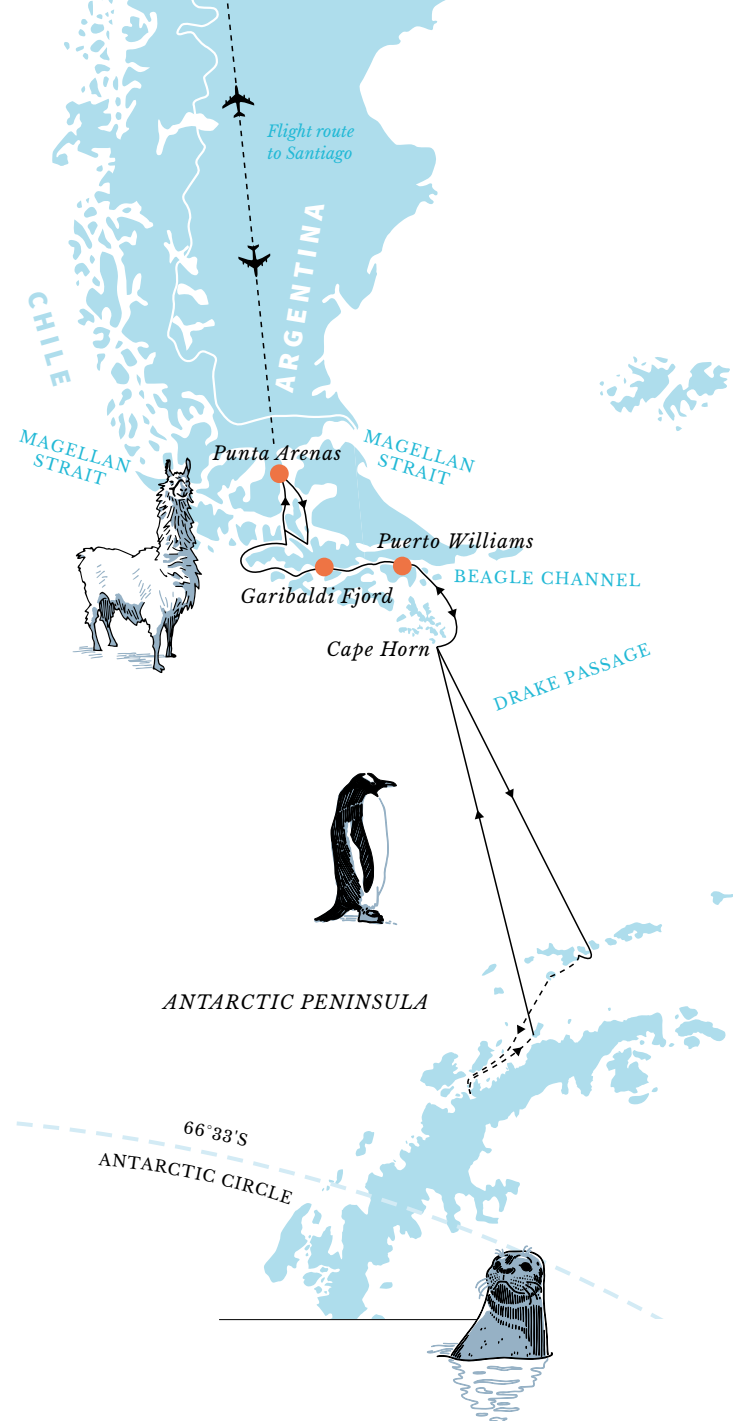 Flight route
to Santiago
ARGENTINA
CHILE
MAGELLAN
STRAIT
MAGELLAN
STRAIT
Punta Arenas
Puerto Williams
BEAGLE CHANNEL
Garibaldi Fjord
Cape Horn
DRAKE PASSAGE
ANTARCTIC PENINSULA
66°33'S
ANTARCTIC CIRCLE